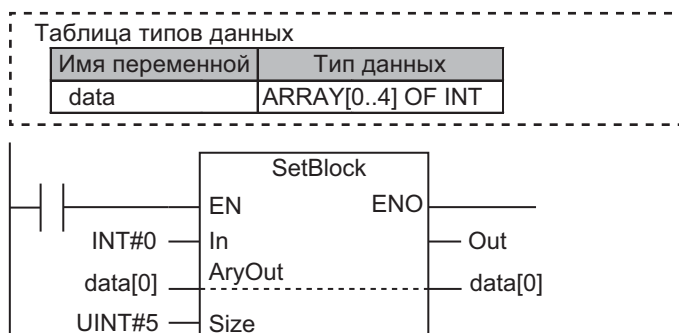 Таблица типов данных
Имя переменной Тип данных
data ARRAY[0..4] OF INT
SetBlock
EN ENO
INT#0 In Out
data[0] AryOut data[0]
UINT#5 Size